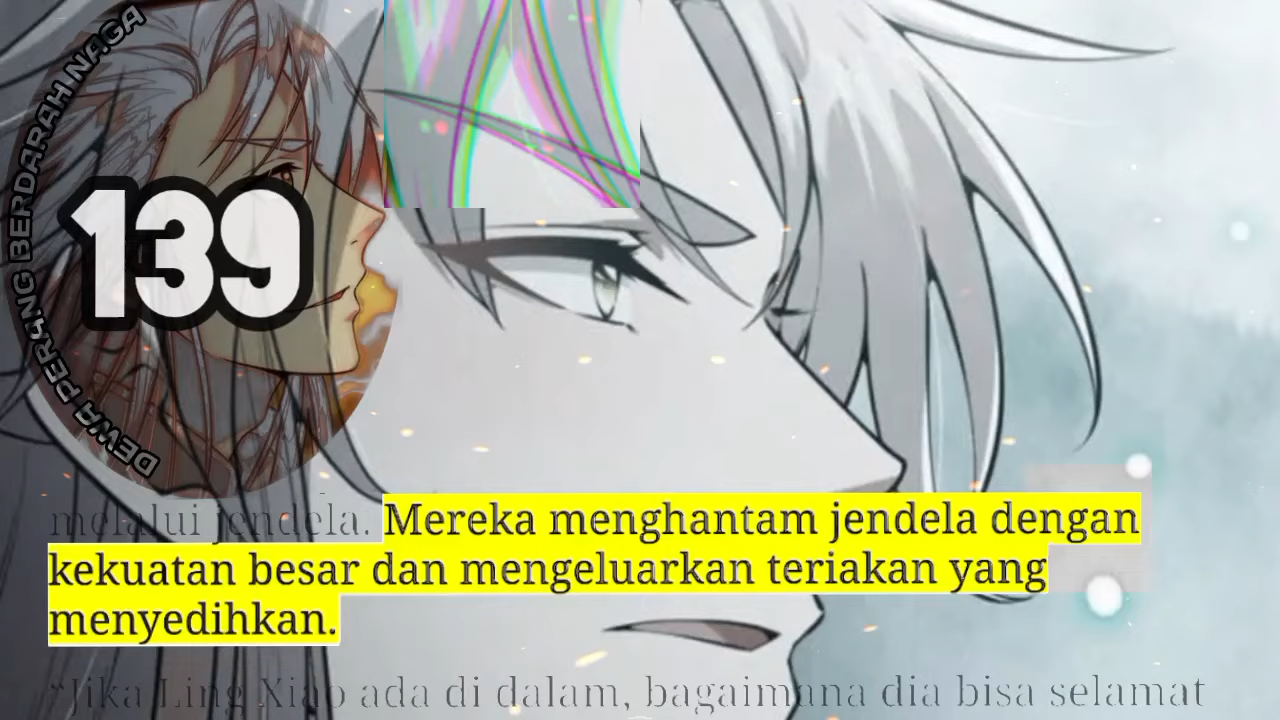 DEWA PERANG BERDARAH NAGA
139
melalui jendela. Mereka menghantam jendela dengan
kekuatan besar dan mengeluarkan teriakan yang
menyedihkan.
“Jika Ling Xiao ada di dalam, bagaimana dia bisa selamat